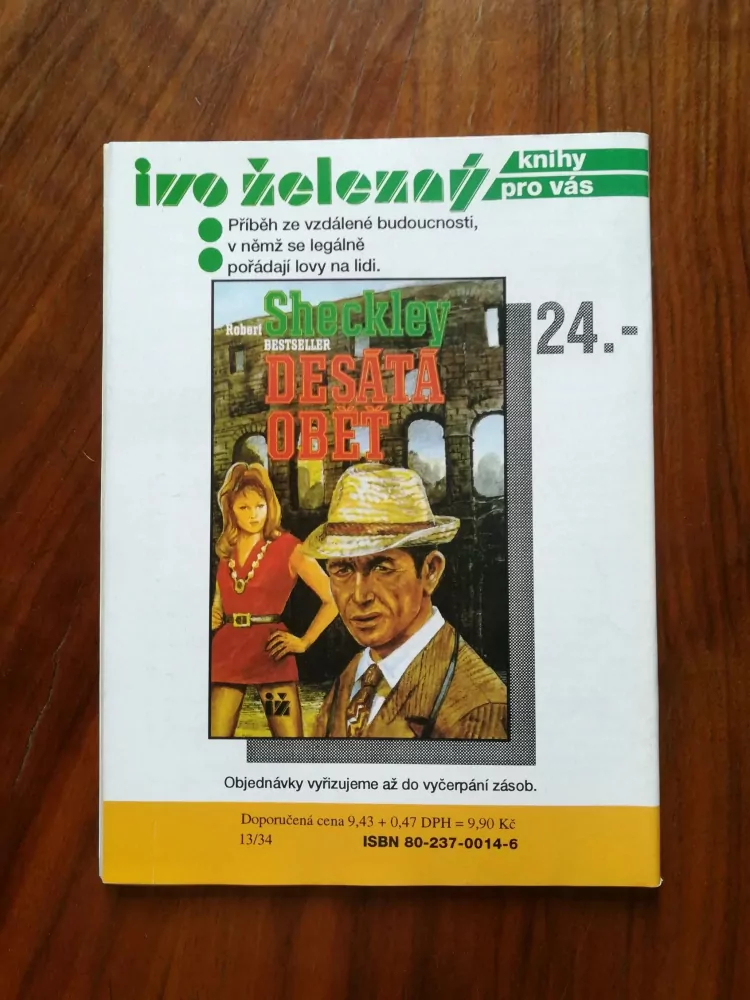 ivo železný
knihy
pro vás
Příběh ze vzdálené budoucnosti,
v němž se legálně
pořádají lovy na lidi.
Robert Sheckley
BESTSELLER
DESÁTÁ
OBĚŤ
24.-
iž
Objednávky vyřizujeme až do vyčerpání zásob.
Doporučená cena 9,43 + 0,47 DPH = 9,90 Kč
13/34 ISBN 80-237-0014-6